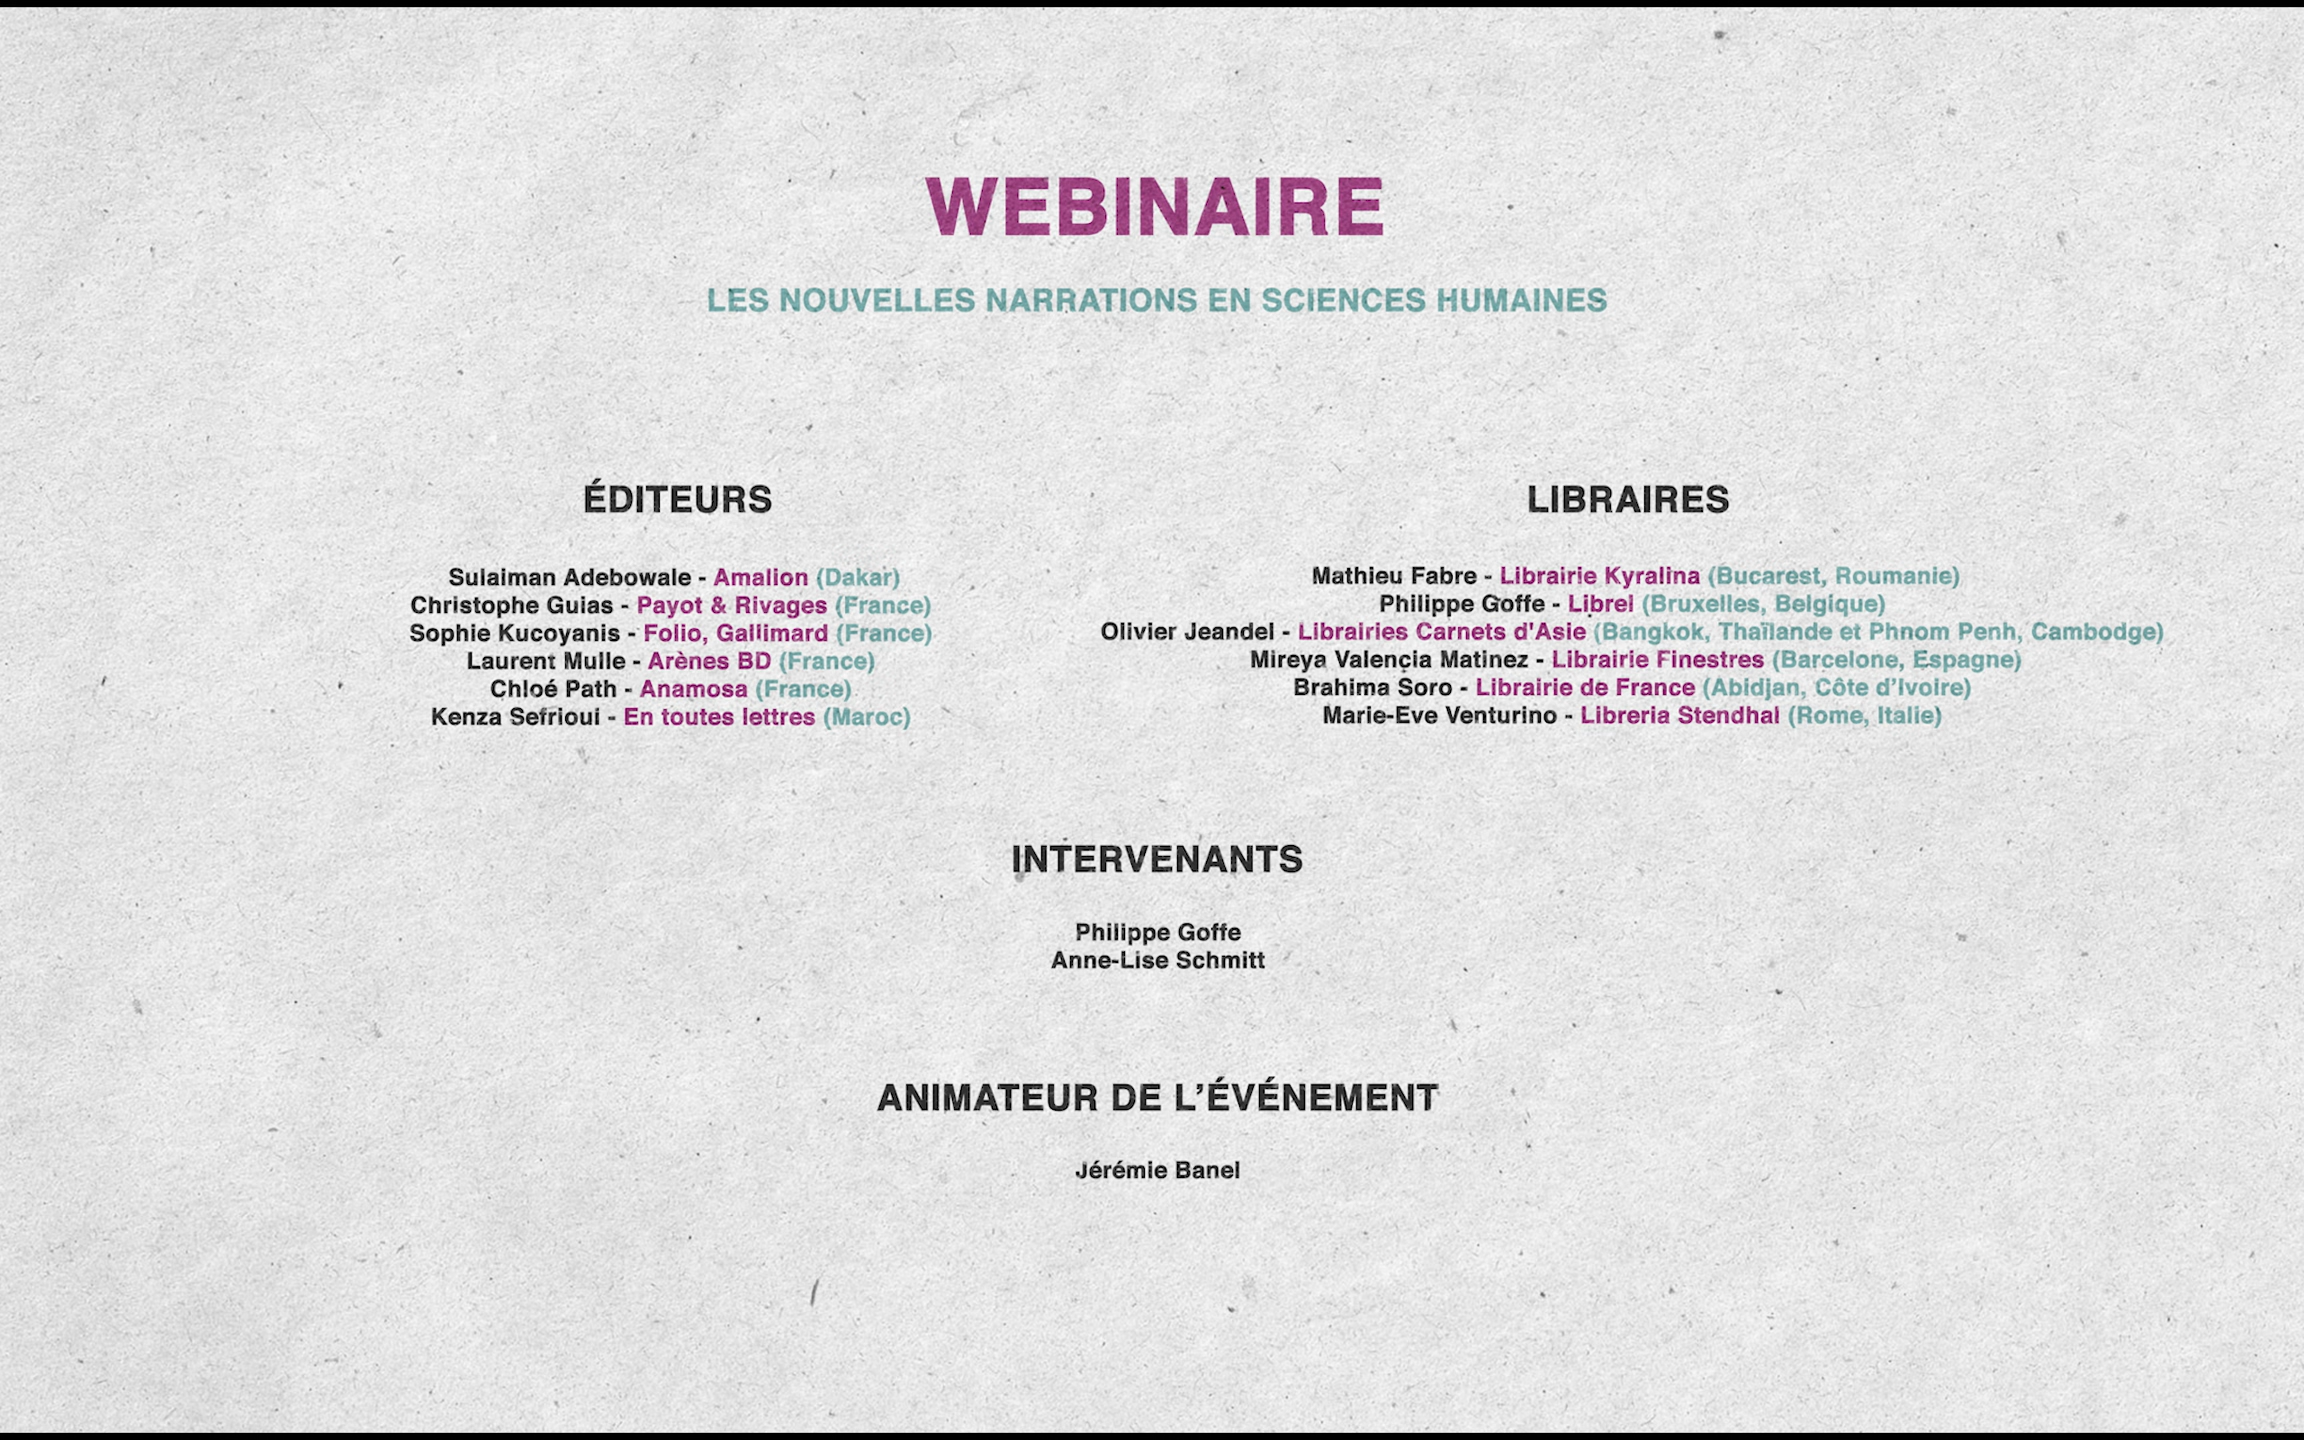 WEBINAIRE
LES NOUVELLES NARRATIONS EN SCIENCES HUMAINES
ÉDITEURS
Sulaiman Adebowale - Amalion (Dakar)
Christophe Guias - Payot & Rivages (France)
Sophie Kucoyanis - Folio, Gallimard (France)
Laurent Mulle - Arènes BD (France)
Chloé Path - Anamosa (France)
Kenza Sefrioui - En toutes lettres (Maroc)
LIBRAIRES
Mathieu Fabre - Librairie Kyralina (Bucarest, Roumanie)
Philippe Goffe - Librel (Bruxelles, Belgique)
Olivier Jeandel - Librairies Carnets d'Asie (Bangkok, Thaïlande et Phnom Penh, Cambodge)
Mireya Valencia Matinez - Librairie Finestres (Barcelone, Espagne)
Brahima Soro - Librairie de France (Abidjan, Côte d’Ivoire)
Marie-Eve Venturino - Libreria Stendhal (Rome, Italie)
INTERVENANTS
Philippe Goffe
Anne-Lise Schmitt
ANIMATEUR DE L’ÉVÉNEMENT
Jérémie Banel